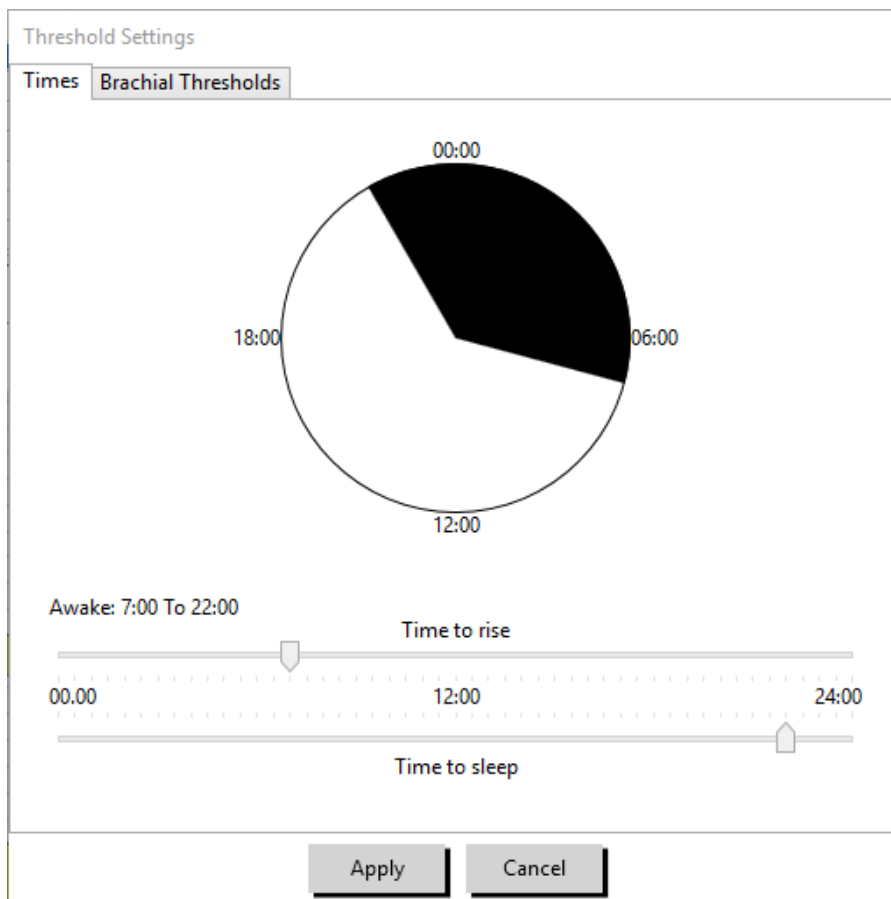 Threshold Settings
Times
Brachial Thresholds
00:00
18:00
06:00
12:00
Awake: 7:00 To 22:00
Time to rise
00.00
12:00
24:00
Time to sleep
Apply
Cancel